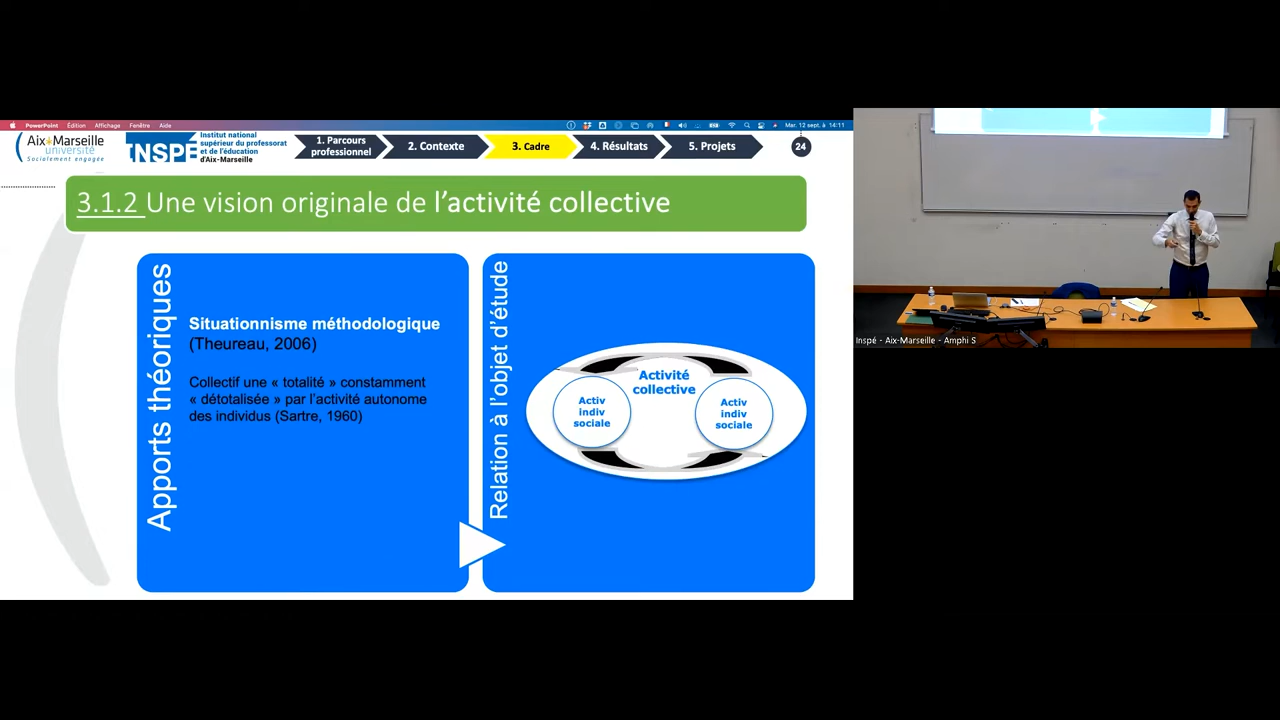 PowerPoint Édition Affichage Fenêtre Aide
Mar. 12 sept. à 14:11
Aix Marseille
université
Socialement engagée
INSPÉ
Institut national
supérieur du professorat
et de l'éducation
d'Aix-Marseille
1. Parcours
professionnel
2. Contexte
3. Cadre
4. Résultats
5. Projets
24
3.1.2 Une vision originale de l'activité collective
Apports théoriques
Situationnisme méthodologique
(Theureau, 2006)
Collectif une « totalité » constamment
« détotalisée » par l'activité autonome
des individus (Sartre, 1960)
Relation à l'objet d'étude
Activité
collective
Activ
indiv
sociale
Activ
indiv
sociale
Inspé - Aix-Marseille - Amphi S